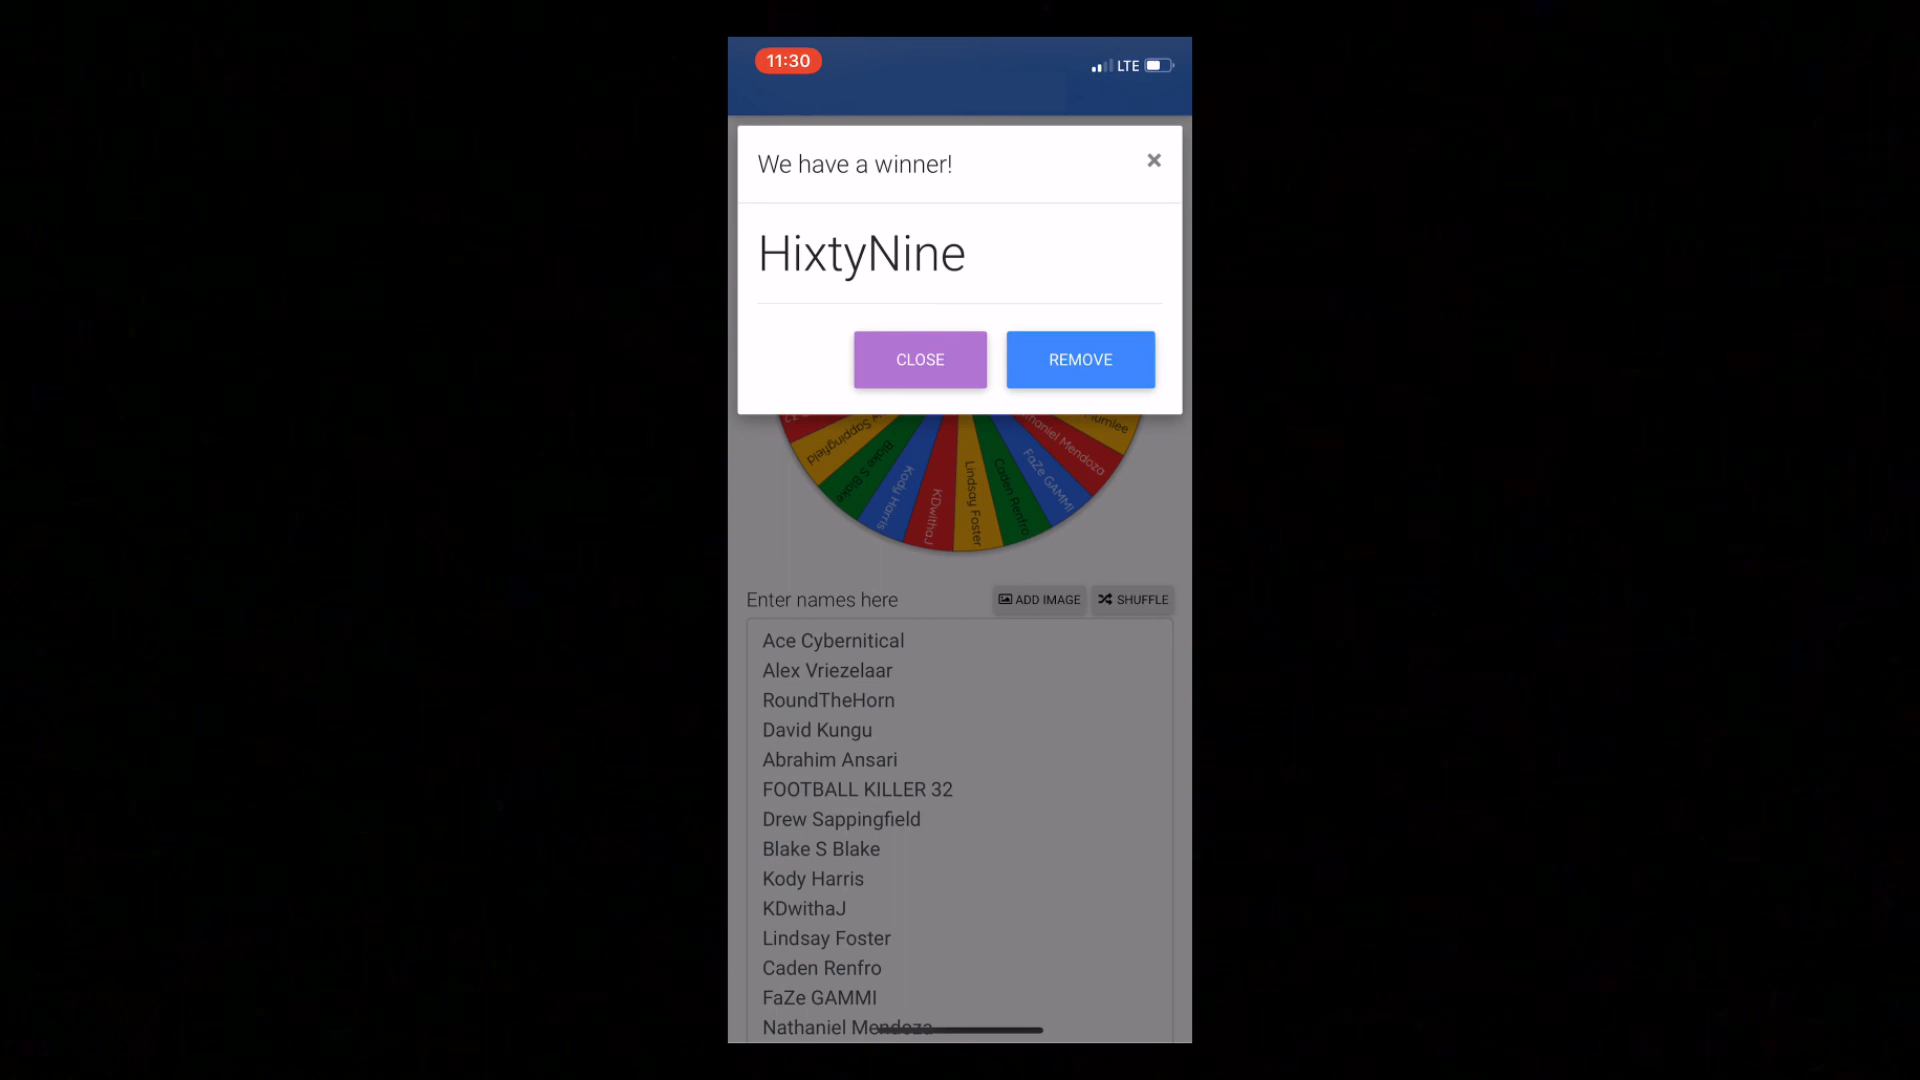 11:30
LTE
We have a winner!
×
HixtyNine
CLOSE
REMOVE
Sappingfield
Blake S Blake
Kody Harris
KDwithaJ
Lindsay Foster
Caden Renfro
FaZe GAMMI
Mendoza
Enter names here
ADD IMAGE
SHUFFLE
Ace Cybernitical
Alex Vriezelaar
RoundTheHorn
David Kungu
Abrahim Ansari
FOOTBALL KILLER 32
Drew Sappingfield
Blake S Blake
Kody Harris
KDwithaJ
Lindsay Foster
Caden Renfro
FaZe GAMMI
Nathaniel Mendoza